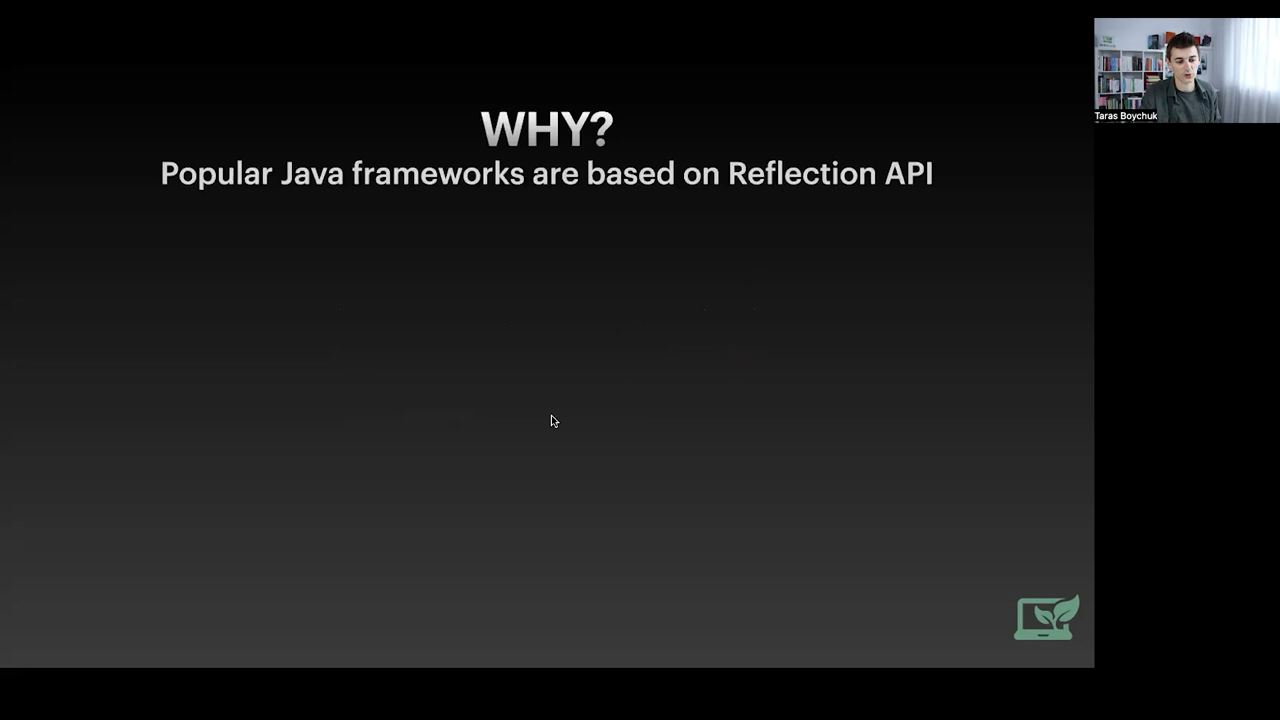 WHY?
Popular Java frameworks are based on Reflection API
Taras Boychuk